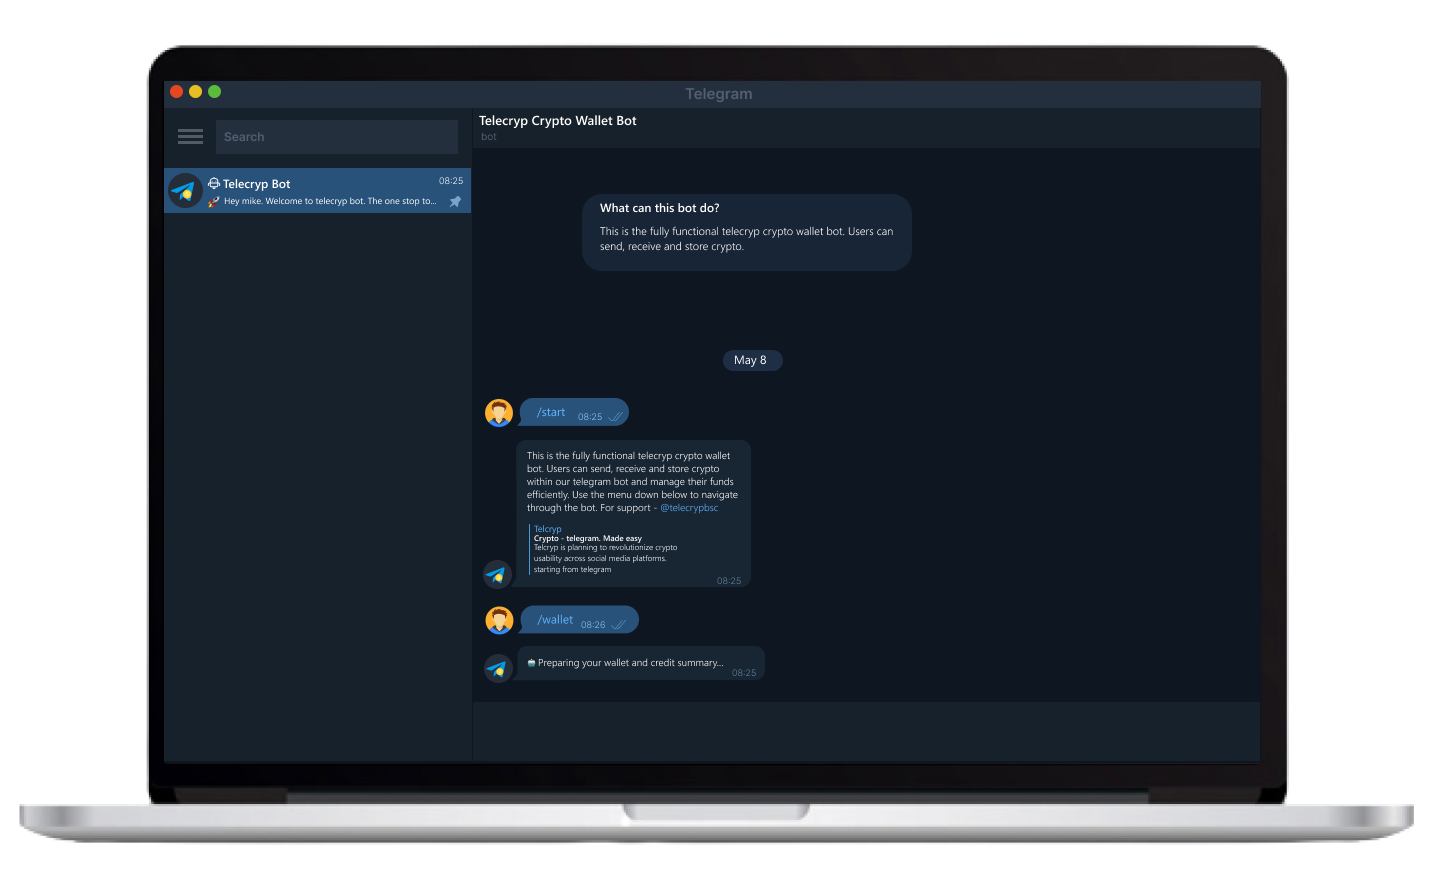 Telegram
Search
Telecryp Bot 08:25
Hey mike. Welcome to telecryp bot. The one stop to...
Telecryp Crypto Wallet Bot
bot
What can this bot do?
This is the fully functional telecryp crypto wallet bot. Users can
send, receive and store crypto.
May 8
/start 08:25
This is the fully functional telecryp crypto wallet
bot. Users can send, receive and store crypto
within our telegram bot and manage their funds
efficiently. Use the menu down below to navigate
through the bot. For support - @telecrypbsc
Telcryp
Crypto - telegram. Made easy
Telcryp is planning to revolutionize crypto
usability across social media platforms.
starting from telegram
08:25
/wallet 08:26
Preparing your wallet and credit summary...
08:25